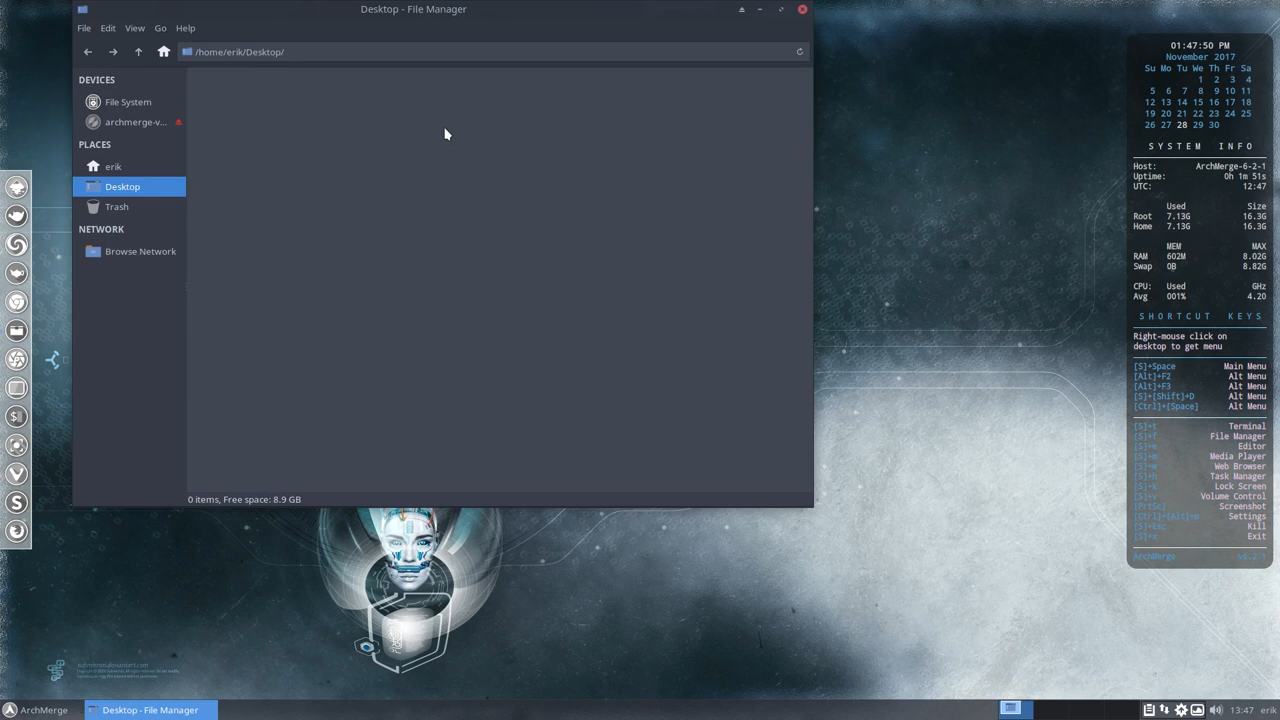 Desktop - File Manager
File Edit View Go Help
/home/erik/Desktop/
DEVICES
File System
archmerge-v...
PLACES
erik
Desktop
Trash
NETWORK
Browse Network
0 items, Free space: 8.9 GB
01:47:50 PM
November 2017
Su Mo Tu We Th Fr Sa
1 2 3 4
5 6 7 8 9 10 11
12 13 14 15 16 17 18
19 20 21 22 23 24 25
26 27 28 29 30
SYSTEM INFO
Host: ArchMerge-6-2-1
Uptime: 0h 1m 51s
UTC: 12:47
Used Size
Root 7.13G 16.3G
Home 7.13G 16.3G
MEM MAX
RAM 602M 8.02G
Swap 0B 8.82G
CPU: Used GHz
Avg 001% 4.20
SHORTCUT KEYS
Right-mouse click on
desktop to get menu
[S]+Space Main Menu
[Alt]+F2 Alt Menu
[Alt]+F3 Alt Menu
[S]+[Shift]+D Alt Menu
[Ctrl]+[Space] Alt Menu
[S]+t Terminal
[S]+f File Manager
[S]+e Editor
[S]+m Media Player
[S]+w Web Browser
[S]+h Task Manager
[S]+x Lock Screen
[S]+v Volume Control
[PrtSc] Screenshot
[Ctrl]+[Alt]+m Settings
[S]+Esc Kill
[S]+x Exit
ArchMerge v6.2.1
ArchMerge
Desktop - File Manager
13:47 erik